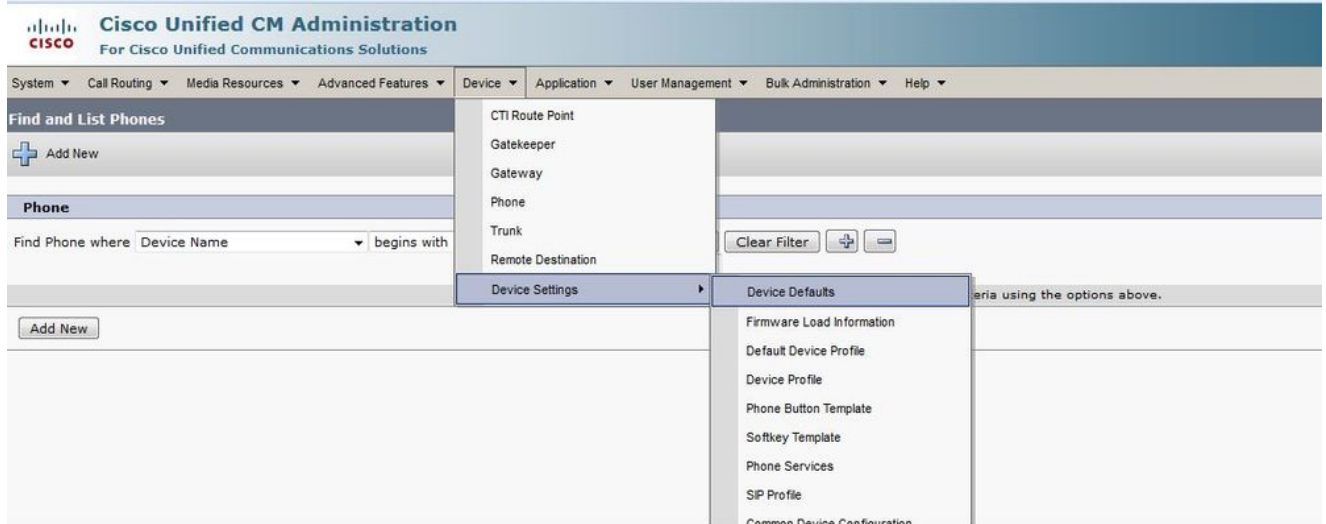 CISCO
Cisco Unified CM Administration
For Cisco Unified Communications Solutions
System Call Routing Media Resources Advanced Features Device Application User Management Bulk Administration Help
Find and List Phones
Add New
Phone
Find Phone where Device Name begins with Clear Filter
CTI Route Point
Gatekeeper
Gateway
Phone
Trunk
Remote Destination
Device Settings
Device Defaults
Firmware Load Information
Default Device Profile
Device Profile
Phone Button Template
Softkey Template
Phone Services
SIP Profile
Common Device Configuration
eria using the options above.
Add New